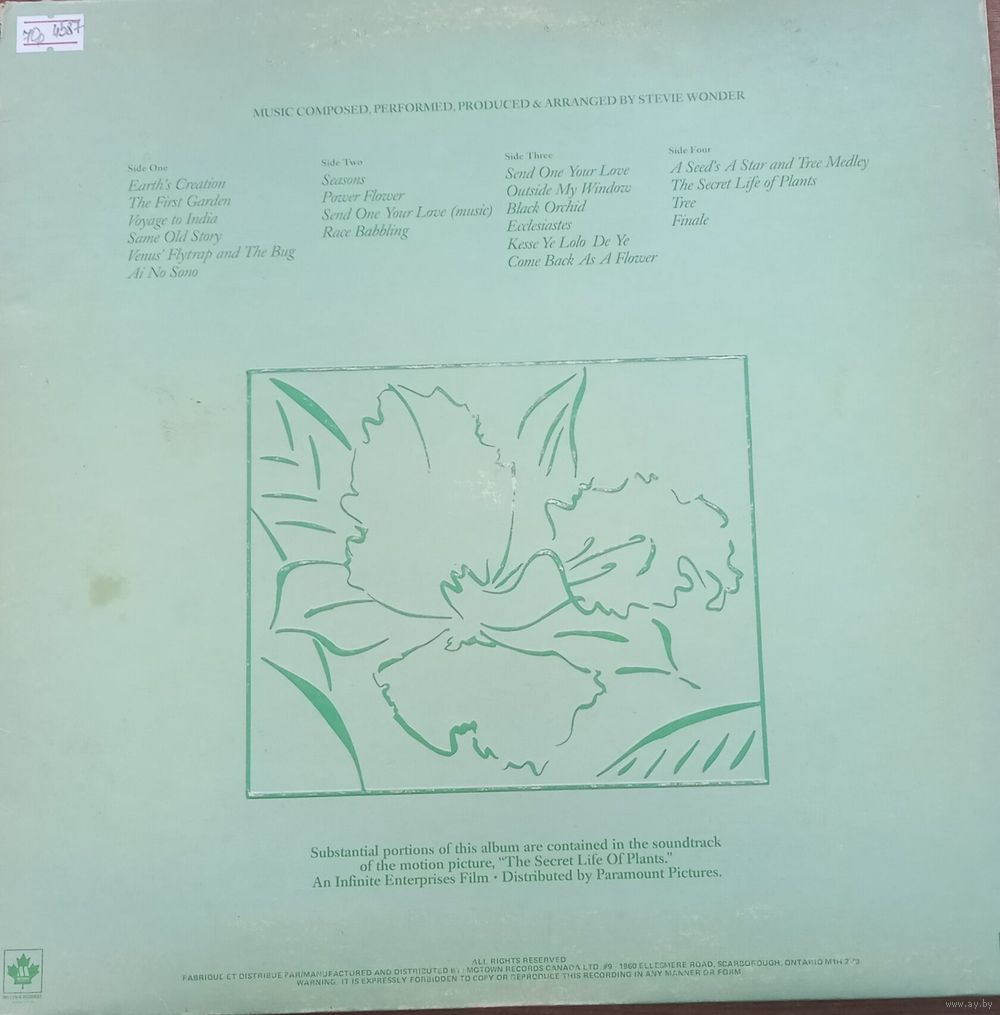 70р 4587
MUSIC COMPOSED, PERFORMED, PRODUCED & ARRANGED BY STEVIE WONDER
Side One
Earth's Creation
The First Garden
Voyage to India
Same Old Story
Venus' Flytrap and The Bug
Ai No Sono
Side Two
Seasons
Power Flower
Send One Your Love (music)
Race Babbling
Side Three
Send One Your Love
Outside My Window
Black Orchid
Ecclesiastes
Kesse Ye Lolo De Ye
Come Back As A Flower
Side Four
A Seed's A Star and Tree Medley
The Secret Life of Plants
Tree
Finale
Substantial portions of this album are contained in the soundtrack
of the motion picture, “The Secret Life Of Plants.”
An Infinite Enterprises Film • Distributed by Paramount Pictures.
ALL RIGHTS RESERVED
FABRIQUE ET DISTRIBUE PAR/MANUFACTURED AND DISTRIBUTED BY: MOTOWN RECORDS CANADA LTD. #9 - 1960 ELLESMERE ROAD, SCARBOROUGH, ONTARIO M1H
WARNING: IT IS EXPRESSLY FORBIDDEN TO COPY OR REPRODUCE THIS RECORDING IN ANY MANNER OR FORM
www.ay.by